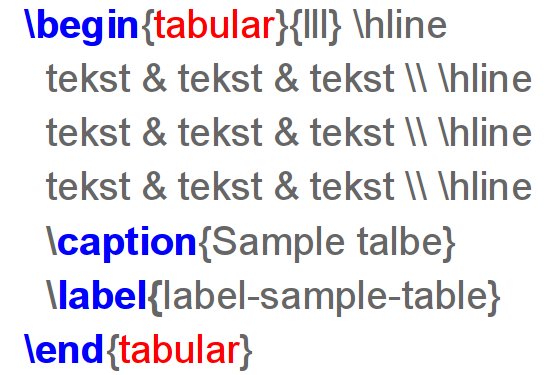 \begin{tabular}{lll} \hline
tekst & tekst & tekst \\ \hline
tekst & tekst & tekst \\ \hline
tekst & tekst & tekst \\ \hline
\caption{Sample talbe}
\label{label-sample-table}
\end{tabular}